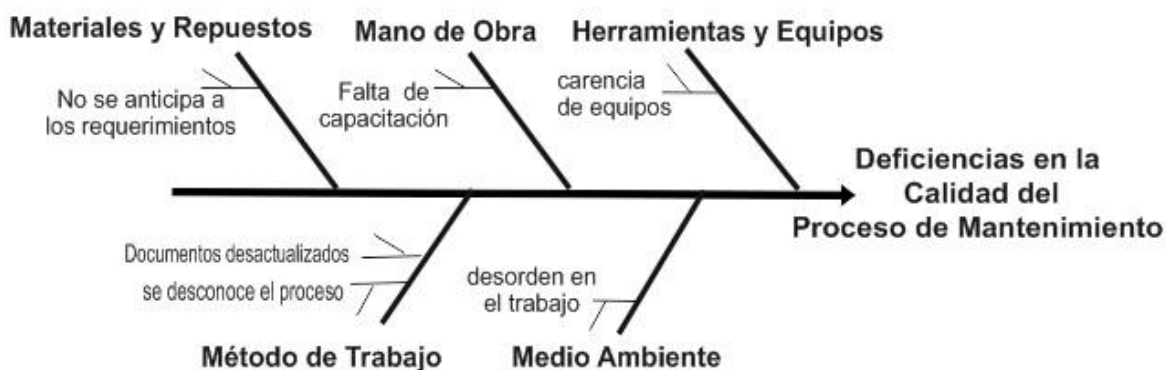 Materiales y Repuestos
Mano de Obra
Herramientas y Equipos
No se anticipa a
los requerimientos
Falta de
capacitación
carencia
de equipos
Deficiencias en la
Calidad del
Proceso de Mantenimiento
Documentos desactualizados
se desconoce el proceso
desorden en
el trabajo
Método de Trabajo
Medio Ambiente